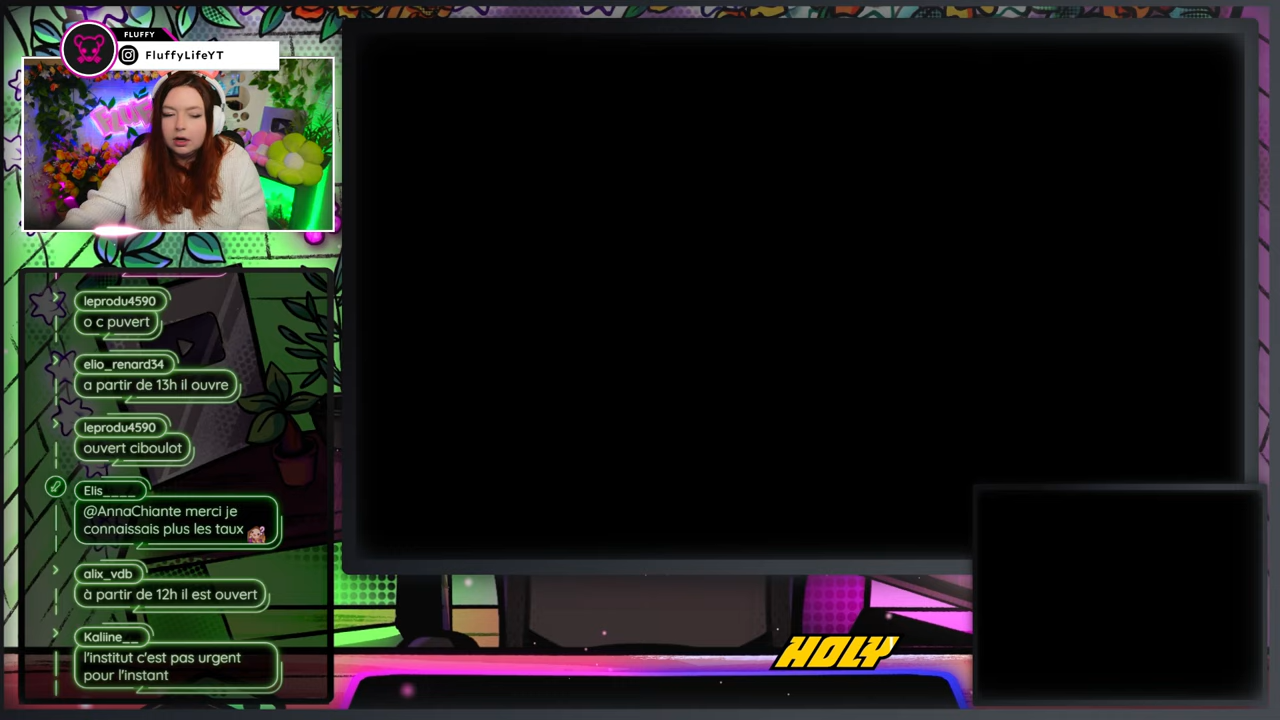 FLUFFY
FluffyLifeYT
leprodu4590
o c puvert
elio_renard34
a partir de 13h il ouvre
leprodu4590
ouvert ciboulot
Elis____
@AnnaChiante merci je
connaissais plus les taux
alix_vdb
à partir de 12h il est ouvert
Kaliine__
l'institut c'est pas urgent
pour l'instant
HOLY